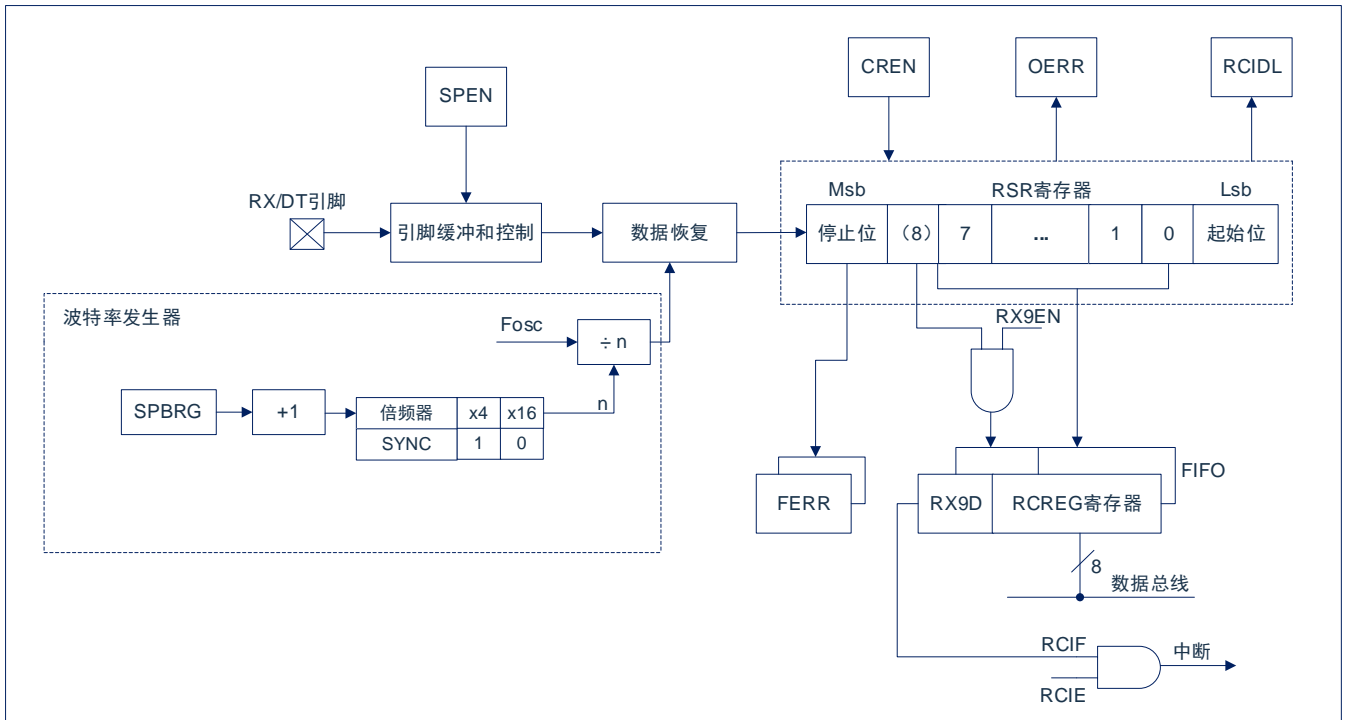 CREN
OERR
RCIDL
SPEN
Msb
RSR寄存器
Lsb
RX/DT引脚
引脚缓冲和控制
数据恢复
停止位
（8）
7
...
1
0
起始位
波特率发生器
Fosc
÷ n
RX9EN
SPBRG
+1
倍频器
x4
x16
n
SYNC
1
0
FIFO
FERR
RX9D
RCREG寄存器
8
数据总线
RCIF
中断
RCIE